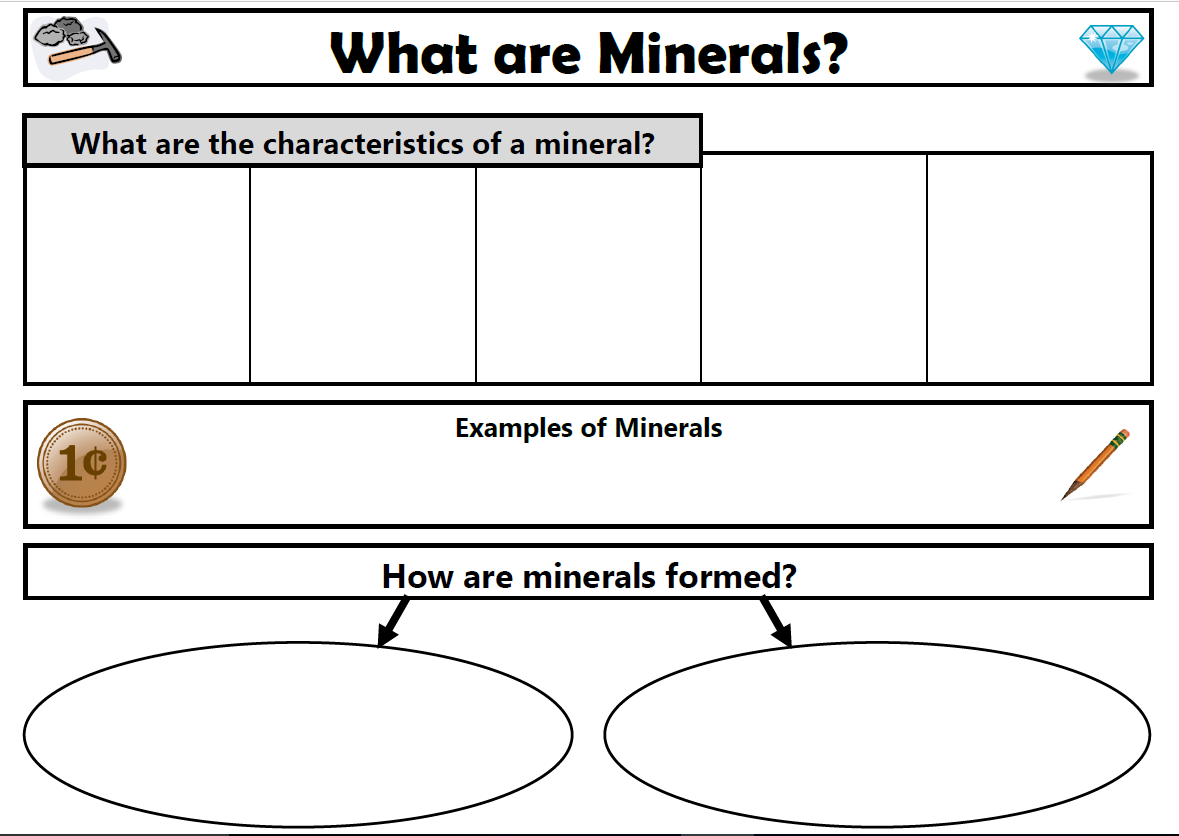 What are Minerals?
What are the characteristics of a mineral?
1¢
Examples of Minerals
How are minerals formed?